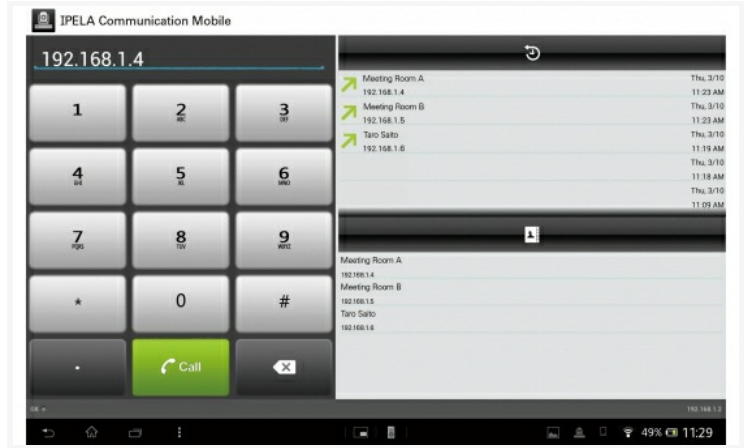 IPELA Communication Mobile
192.168.1.4
1
2
ABC
3
DEF
4
GHI
5
JKL
6
MNO
7
PQRS
8
TUV
9
WXYZ
*
0
#
.
Call
Meeting Room A
Thu, 3/10
192.168.1.4
11:23 AM
Meeting Room B
Thu, 3/10
192.168.1.5
11:23 AM
Taro Saito
Thu, 3/10
192.168.1.6
11:19 AM
Thu, 3/10
11:18 AM
Thu, 3/10
11:09 AM
Meeting Room A
192.168.1.4
Meeting Room B
192.168.1.5
Taro Saito
192.168.1.6
192.168.1.2
49%
11:29